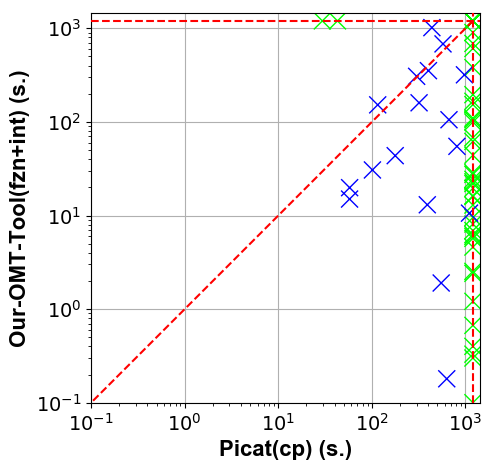 Our-OMT-Tool(fzn+int) (s.)
10³
10²
10¹
10⁰
10⁻¹
10⁻¹ 10⁰ 10¹ 10² 10³
Picat(cp) (s.)